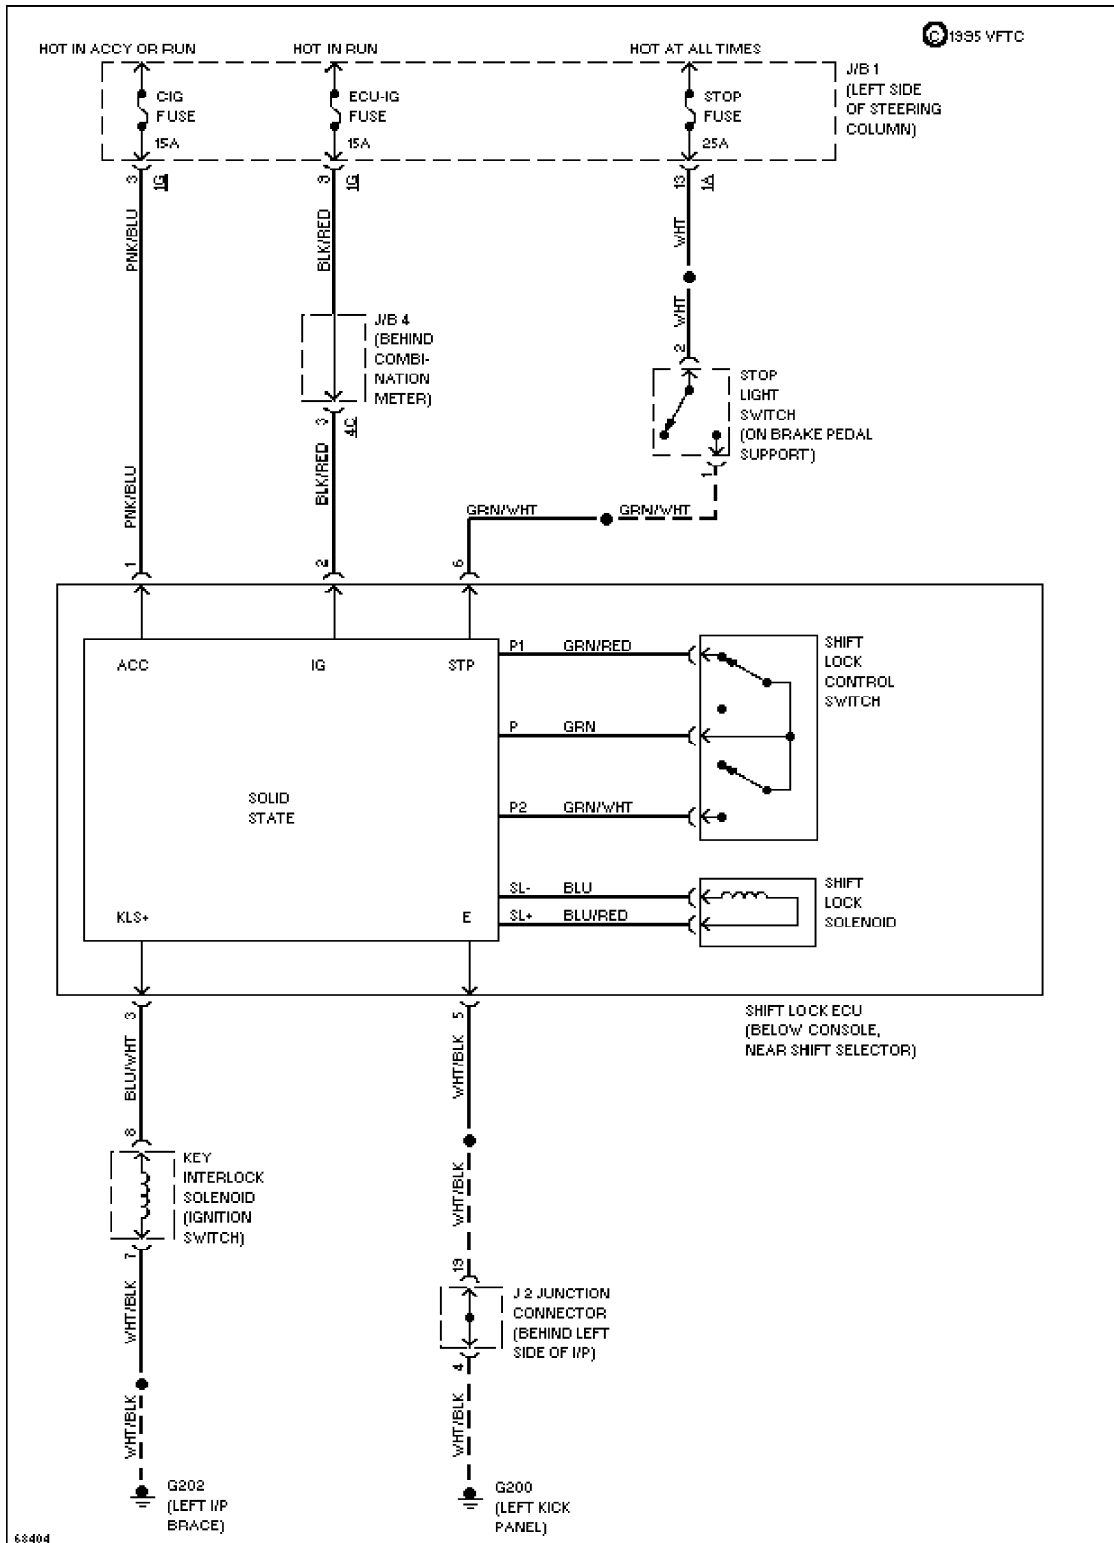 © 1995 VFTC
HOT IN ACCY OR RUN
HOT IN RUN
HOT AT ALL TIMES
CIG
FUSE
15A
ECU-IG
FUSE
15A
STOP
FUSE
25A
J/B 1
(LEFT SIDE
OF STEERING
COLUMN)
3
1G
1G
13
1A
PNK/BLU
BLK/RED
WHT
WHT
J/B 4
(BEHIND
COMBI-
NATION
METER)
3
4C
2
STOP
LIGHT
SWITCH
(ON BRAKE PEDAL
SUPPORT)
1
PNK/BLU
BLK/RED
GRN/WHT
GRN/WHT
1
2
6
ACC
IG
STP
P1
GRN/RED
P
GRN
P2
GRN/WHT
SHIFT
LOCK
CONTROL
SWITCH
SOLID
STATE
SL-
BLU
SL+
BLU/RED
SHIFT
LOCK
SOLENOID
KLS+
E
3
5
SHIFT LOCK ECU
(BELOW CONSOLE,
NEAR SHIFT SELECTOR)
BLU/WHT
WHT/BLK
8
KEY
INTERLOCK
SOLENOID
(IGNITION
SWITCH)
7
WHT/BLK
WHT/BLK
J 2 JUNCTION
CONNECTOR
(BEHIND LEFT
SIDE OF I/P)
4
WHT/BLK
WHT/BLK
G202
(LEFT I/P
BRACE)
G200
(LEFT KICK
PANEL)
68404